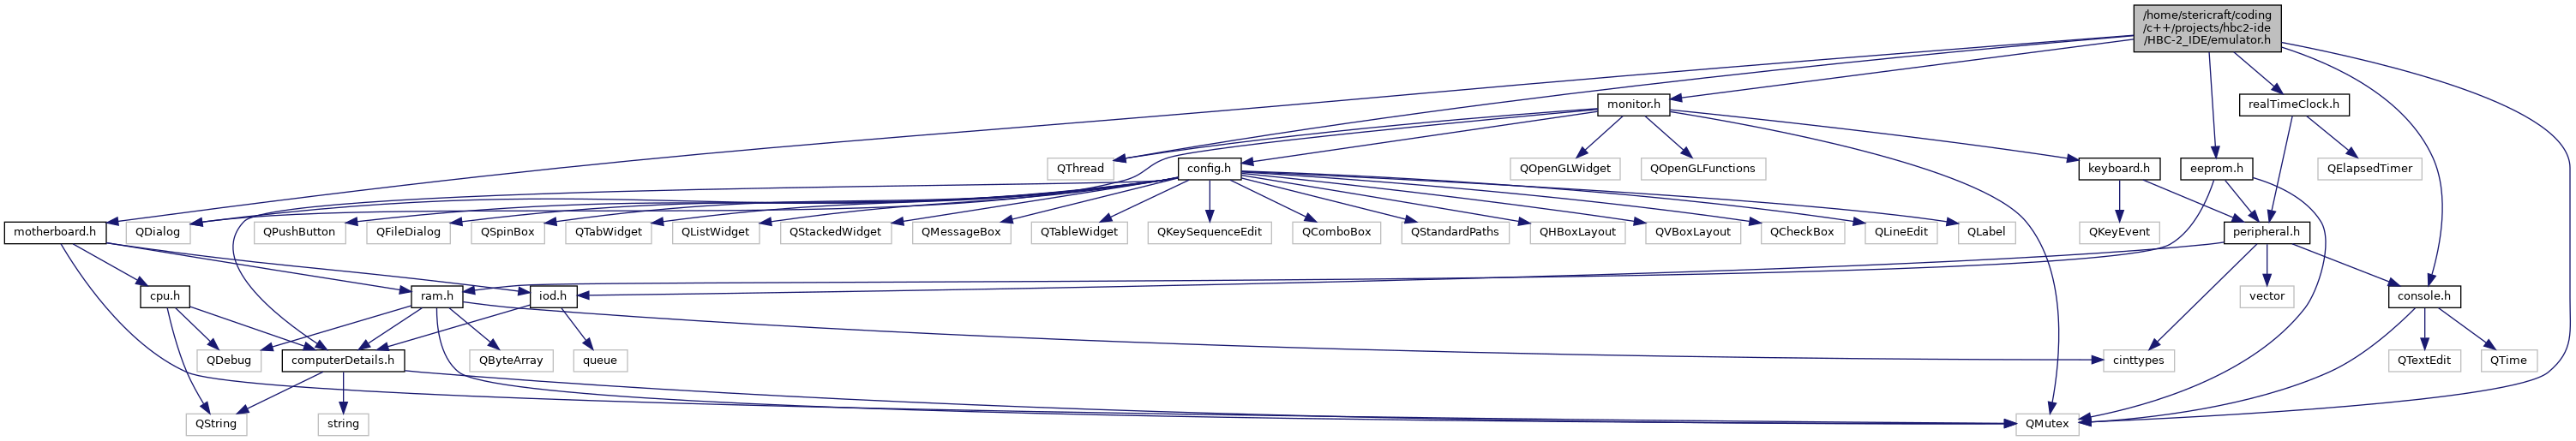 /home/stericraft/coding
/c++/projects/hbc2-ide
/HBC-2_IDE/emulator.h
monitor.h
realTimeClock.h
QThread
config.h
QOpenGLWidget
QOpenGLFunctions
keyboard.h
eeprom.h
QElapsedTimer
motherboard.h
QDialog
QPushButton
QFileDialog
QSpinBox
QTabWidget
QListWidget
QStackedWidget
QMessageBox
QTableWidget
QKeySequenceEdit
QComboBox
QStandardPaths
QHBoxLayout
QVBoxLayout
QCheckBox
QLineEdit
QLabel
QKeyEvent
peripheral.h
cpu.h
ram.h
iod.h
vector
console.h
QDebug
computerDetails.h
QByteArray
queue
cinttypes
QTextEdit
QTime
QString
string
QMutex